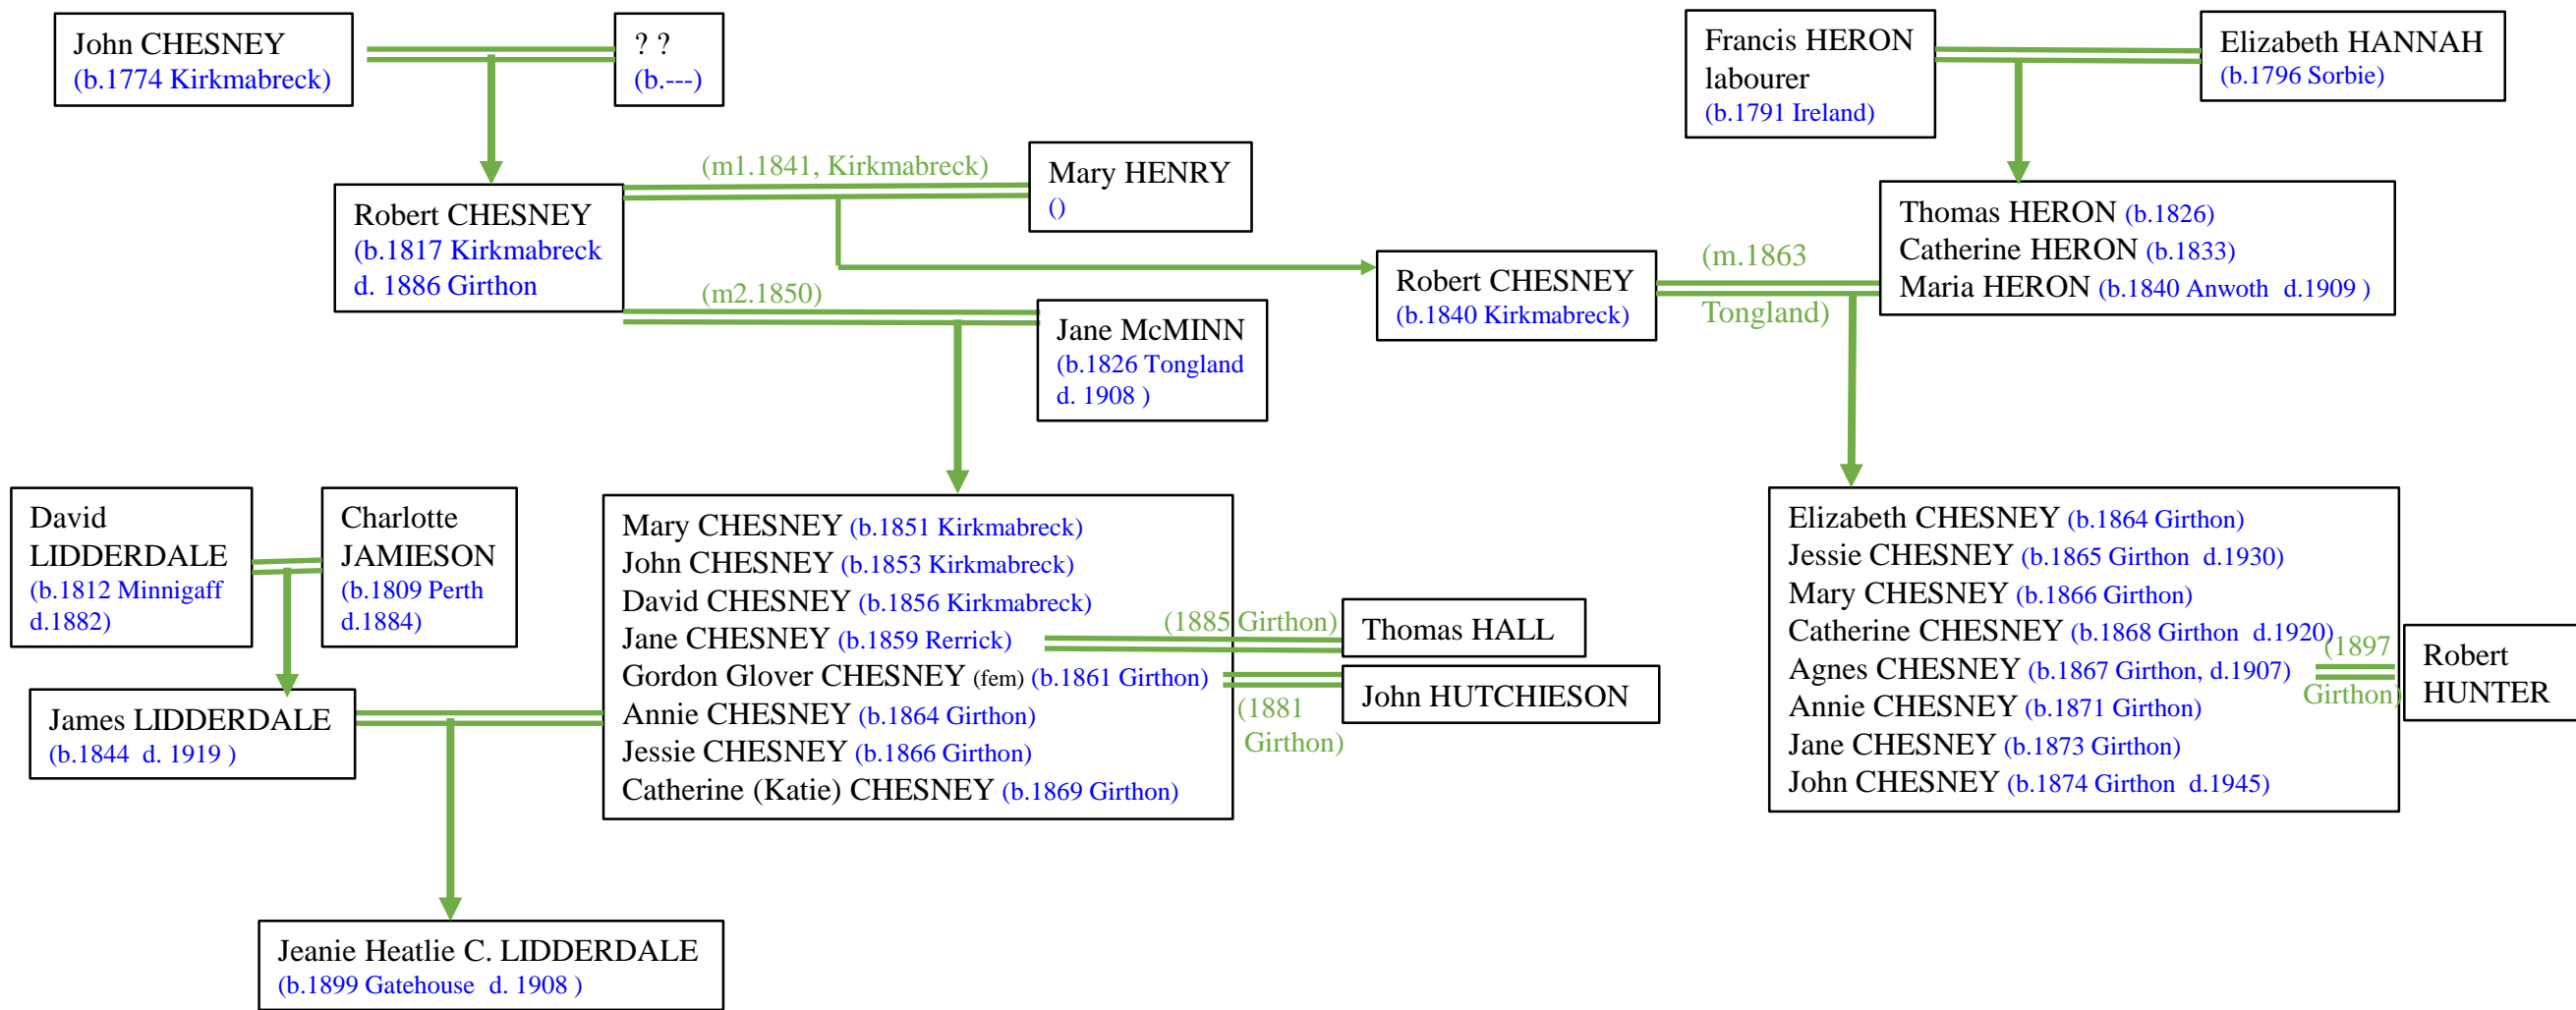 John CHESNEY
(b.1774 Kirkmabreck)
? ?
(b.---)
Francis HERON
labourer
(b.1791 Ireland)
Elizabeth HANNAH
(b.1796 Sorbie)
Robert CHESNEY
(b.1817 Kirkmabreck
d. 1886 Girthon
(m1.1841, Kirkmabreck)
Mary HENRY
()
(m2.1850)
Jane McMINN
(b.1826 Tongland
d. 1908 )
Robert CHESNEY
(b.1840 Kirkmabreck)
(m.1863
Tongland)
Thomas HERON (b.1826)
Catherine HERON (b.1833)
Maria HERON (b.1840 Anwoth d.1909 )
David
LIDDERDALE
(b.1812 Minnigaff
d.1882)
Charlotte
JAMIESON
(b.1809 Perth
d.1884)
James LIDDERDALE
(b.1844 d. 1919 )
Mary CHESNEY (b.1851 Kirkmabreck)
John CHESNEY (b.1853 Kirkmabreck)
David CHESNEY (b.1856 Kirkmabreck)
Jane CHESNEY (b.1859 Rerrick)
Gordon Glover CHESNEY (fem) (b.1861 Girthon)
Annie CHESNEY (b.1864 Girthon)
Jessie CHESNEY (b.1866 Girthon)
Catherine (Katie) CHESNEY (b.1869 Girthon)
(1885 Girthon)
Thomas HALL
John HUTCHIESON
(1881
Girthon)
Elizabeth CHESNEY (b.1864 Girthon)
Jessie CHESNEY (b.1865 Girthon d.1930)
Mary CHESNEY (b.1866 Girthon)
Catherine CHESNEY (b.1868 Girthon d.1920)
Agnes CHESNEY (b.1867 Girthon, d.1907)
Annie CHESNEY (b.1871 Girthon)
Jane CHESNEY (b.1873 Girthon)
John CHESNEY (b.1874 Girthon d.1945)
(1897
Girthon)
Robert
HUNTER
Jeanie Heatlie C. LIDDERDALE
(b.1899 Gatehouse d. 1908 )